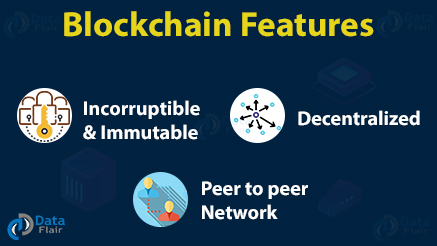 Blockchain Features
Incorruptible
& Immutable
Decentralized
Peer to peer
Network
Data
Flair